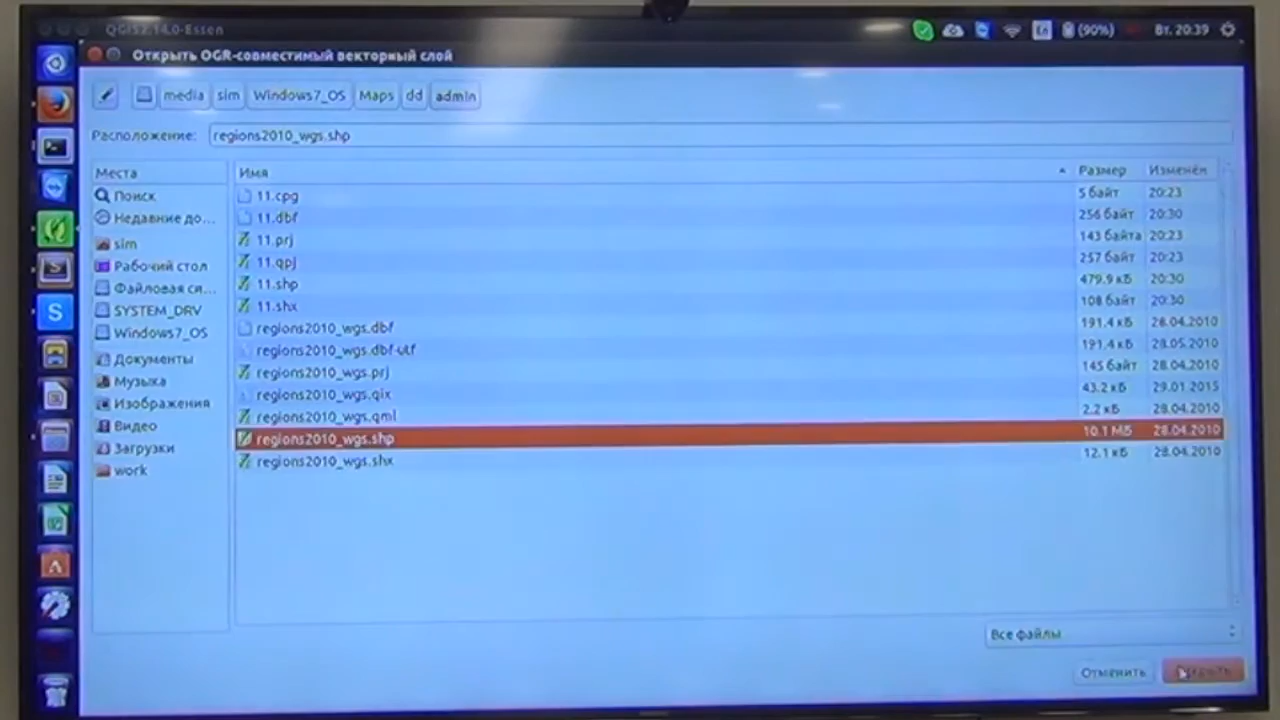 QGIS 2.14.0-Essen
(90%) Вт. 20:39
Открыть OGR-совместимый векторный слой
media sim Windows7_OS Maps dd admin
Расположение: regions2010_wgs.shp
Места
Поиск
Недавние до...
sim
Рабочий стол
Файловая си...
SYSTEM_DRV
Windows7_OS
Документы
Музыка
Изображения
Видео
Загрузки
work
Имя Размер Изменён
11.cpg 5 байт 20:23
11.dbf 256 байт 20:30
11.prj 143 байта 20:23
11.qpj 257 байт 20:23
11.shp 479.9 кБ 20:30
11.shx 108 байт 20:30
regions2010_wgs.dbf 191.4 кБ 28.04.2010
regions2010_wgs.dbf-utf 191.4 кБ 28.05.2010
regions2010_wgs.prj 145 байт 28.04.2010
regions2010_wgs.qix 43.2 кБ 29.01.2015
regions2010_wgs.qml 2.2 кБ 28.04.2010
regions2010_wgs.shp 10.1 МБ 28.04.2010
regions2010_wgs.shx 12.1 кБ 28.04.2010
Все файлы
Отменить